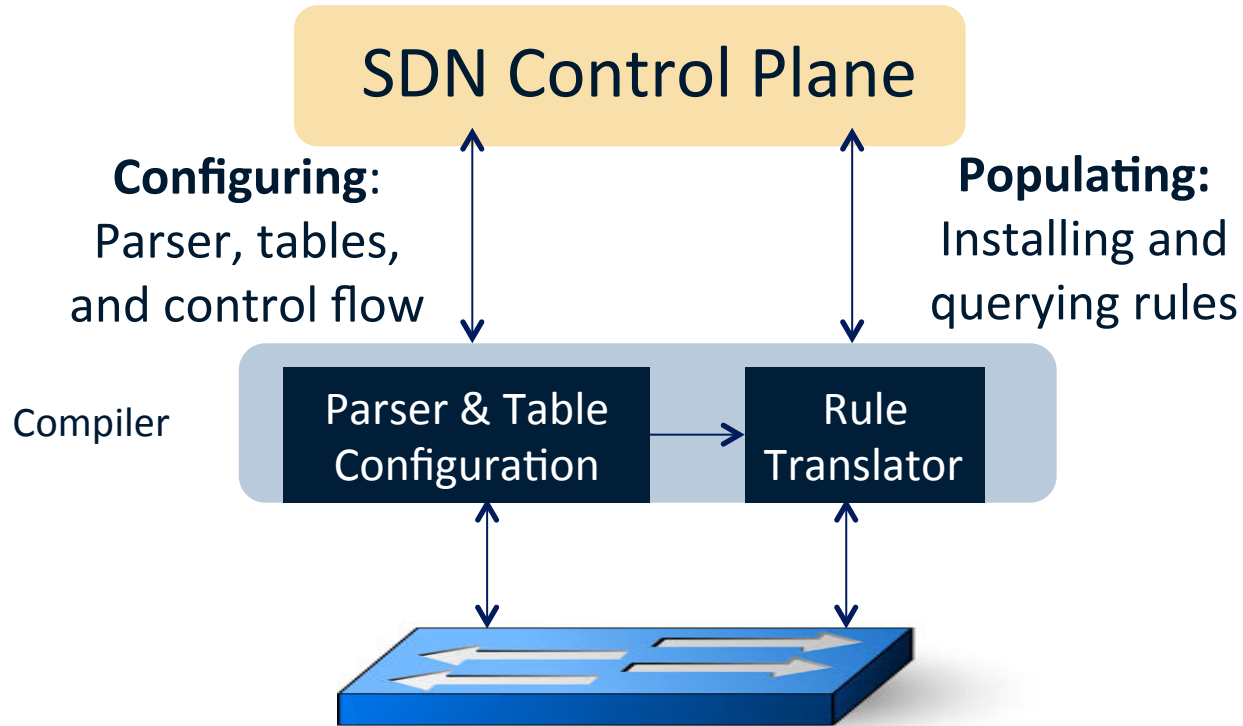 SDN Control Plane
Configuring:
Parser, tables,
and control flow
Populating:
Installing and
querying rules
Compiler
Parser & Table
Configuration
Rule
Translator